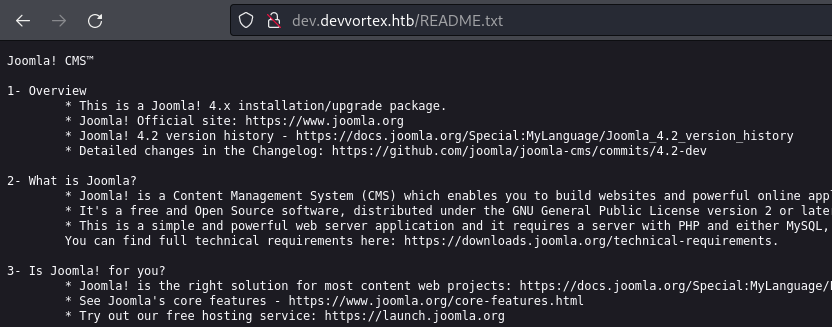 dev.devvortex.htb/README.txt
Joomla! CMS™
1- Overview
* This is a Joomla! 4.x installation/upgrade package.
* Joomla! Official site: https://www.joomla.org
* Joomla! 4.2 version history - https://docs.joomla.org/Special:MyLanguage/Joomla_4.2_version_history
* Detailed changes in the Changelog: https://github.com/joomla/joomla-cms/commits/4.2-dev
2- What is Joomla?
* Joomla! is a Content Management System (CMS) which enables you to build websites and powerful online
* It's a free and Open Source software, distributed under the GNU General Public License version 2 or
* This is a simple and powerful web server application and it requires a server with PHP and either MySQL,
You can find full technical requirements here: https://downloads.joomla.org/technical-requirements.
3- Is Joomla! for you?
* Joomla! is the right solution for most content web projects: https://docs.joomla.org/Special:MyLanguage/
* See Joomla's core features - https://www.joomla.org/core-features.html
* Try out our free hosting service: https://launch.joomla.org